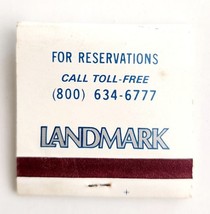 FOR RESERVATIONS
CALL TOLL-FREE
(800) 634-6777
LANDMARK